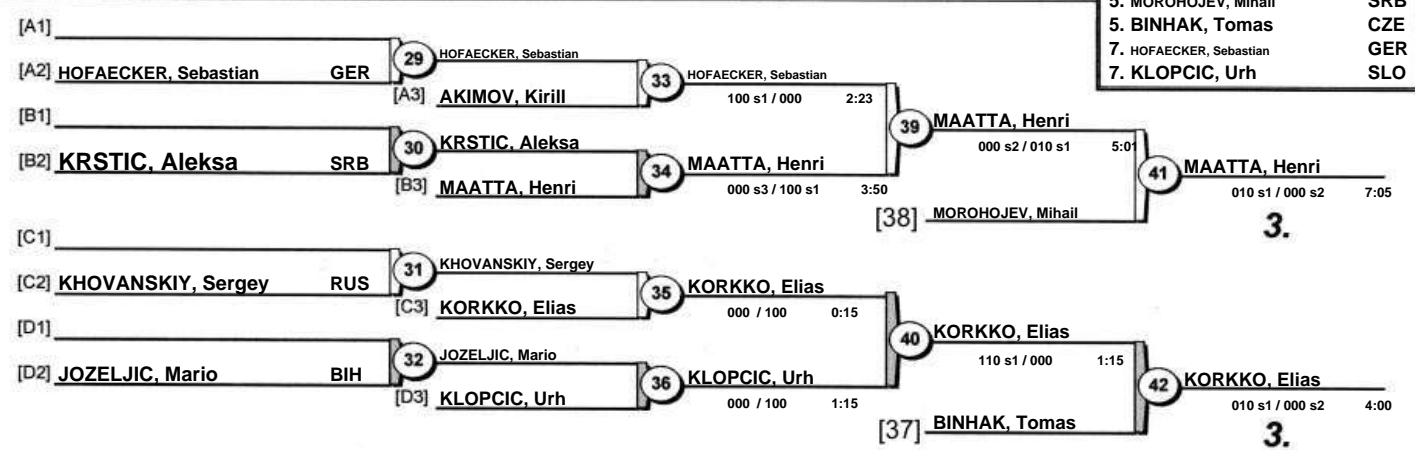 5. MOROHOJEV, Mihail SRB
5. BINHAK, Tomas CZE
7. HOFAECKER, Sebastian GER
7. KLOPCIC, Urh SLO
[A1]
[A2] HOFAECKER, Sebastian GER
29
HOFAECKER, Sebastian
[A3] AKIMOV, Kirill
33
HOFAECKER, Sebastian
100 s1 / 000 2:23
[B1]
[B2] KRSTIC, Aleksa SRB
30
KRSTIC, Aleksa
[B3] MAATTA, Henri
34
MAATTA, Henri
000 s3 / 100 s1 3:50
39
MAATTA, Henri
000 s2 / 010 s1 5:01
[38] MOROHOJEV, Mihail
41
MAATTA, Henri
010 s1 / 000 s2 7:05
3.
[C1]
[C2] KHOVANSKIY, Sergey RUS
31
KHOVANSKIY, Sergey
[C3] KORKKO, Elias
35
KORKKO, Elias
000 / 100 0:15
[D1]
[D2] JOZELJIC, Mario BIH
32
JOZELJIC, Mario
[D3] KLOPCIC, Urh
36
KLOPCIC, Urh
000 / 100 1:15
40
KORKKO, Elias
110 s1 / 000 1:15
[37] BINHAK, Tomas
42
KORKKO, Elias
010 s1 / 000 s2 4:00
3.